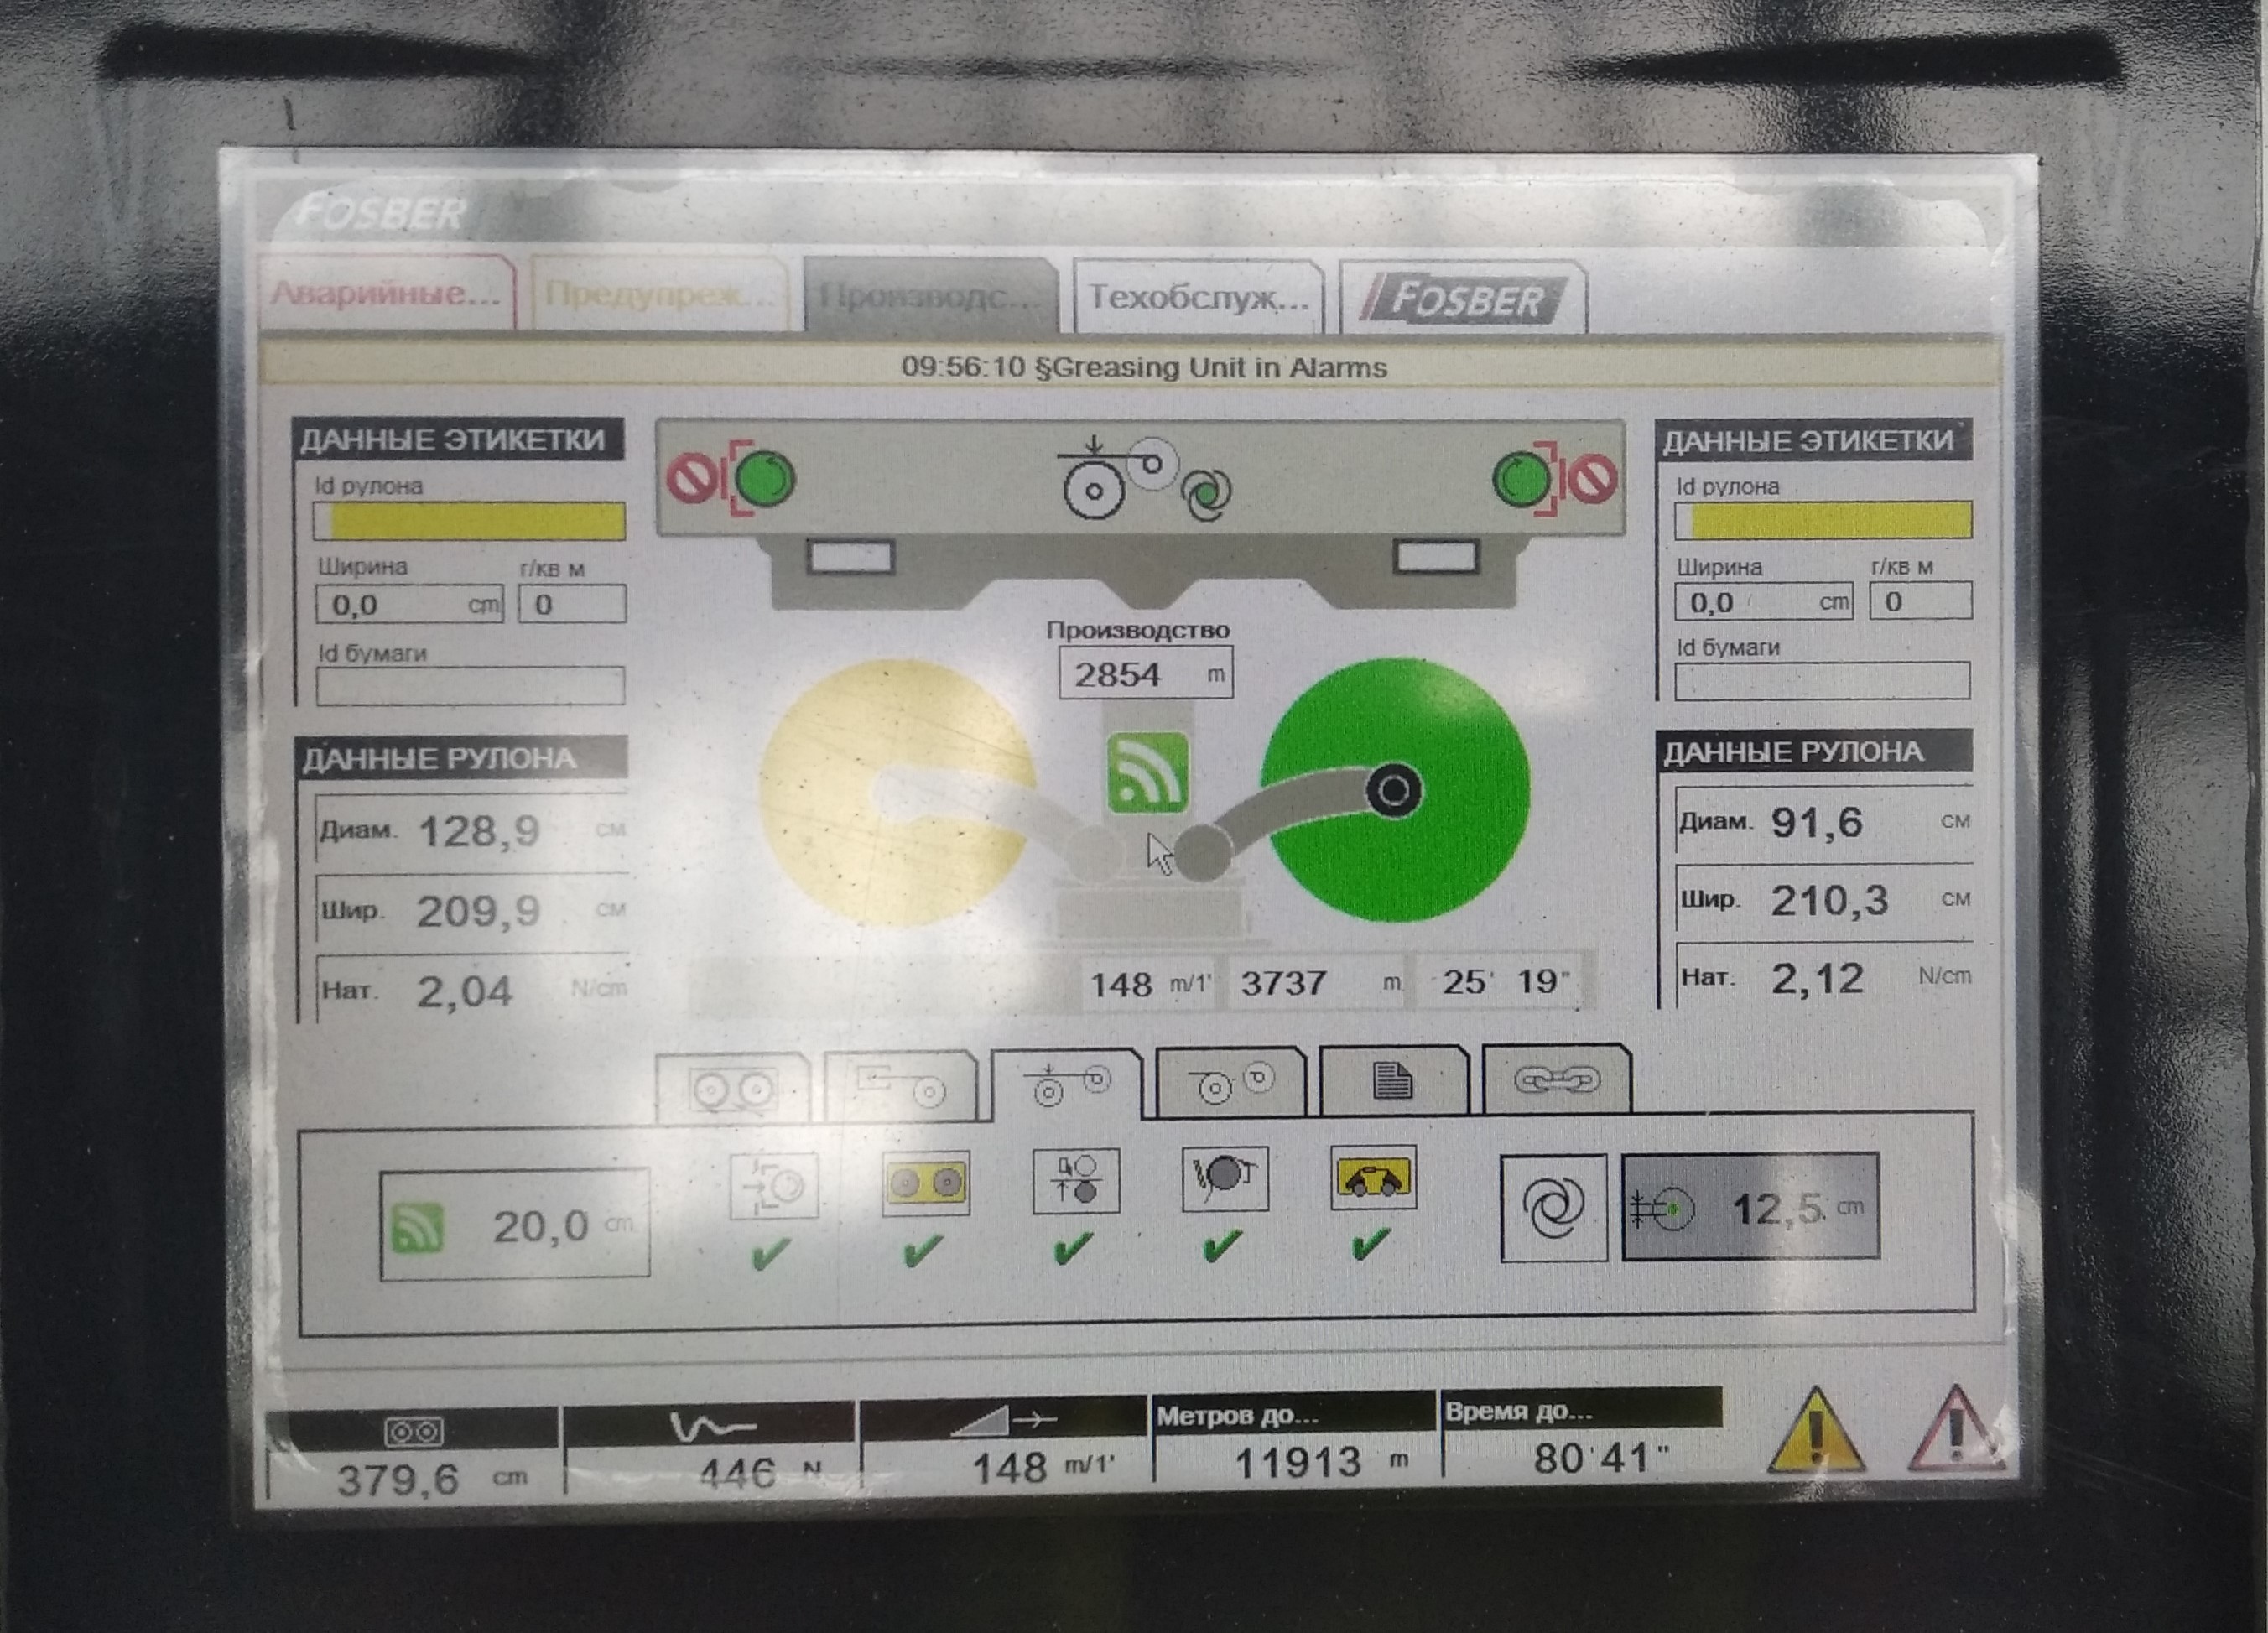 FOSBER
Аварийные...
Предупреж...
Производс...
Техобслуж...
FOSBER
09:56:10 §Greasing Unit in Alarms
ДАННЫЕ ЭТИКЕТКИ
Id рулона
Ширина г/кв м
0,0 cm 0
Id бумаги
ДАННЫЕ РУЛОНА
Диам. 128,9 см
Шир. 209,9 см
Нат. 2,04 N/cm
Производство
2854 m
148 m/1' 3737 m 25' 19"
ДАННЫЕ ЭТИКЕТКИ
Id рулона
Ширина г/кв м
0,0 cm 0
Id бумаги
ДАННЫЕ РУЛОНА
Диам. 91,6 см
Шир. 210,3 см
Нат. 2,12 N/cm
20,0 cm
12,5 cm
Метров до...
Время до...
379,6 cm
446 N
148 m/1'
11913 m
80'41"